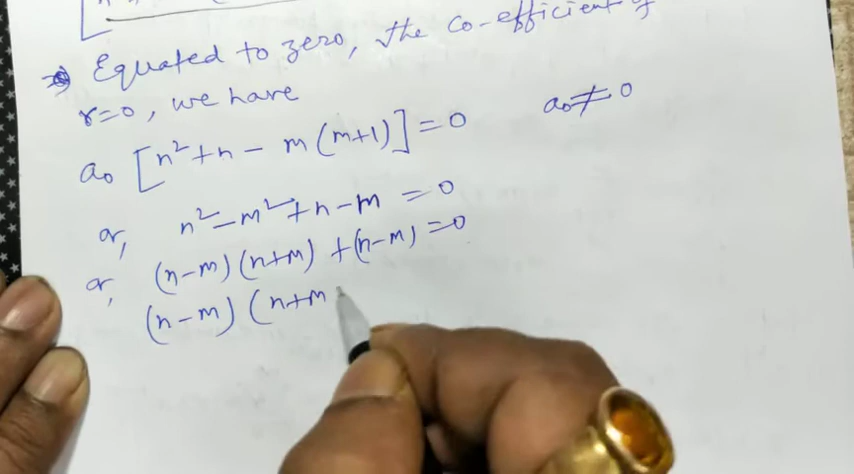 Equated to zero, the Co-efficient of
r=0, we have
a₀ [n²+n - m(m+1)] = 0 a₀ ≠ 0
or, n²-m²+n-m = 0
or, (n-m)(n+m) + (n-m) = 0
(n-m) (n+m